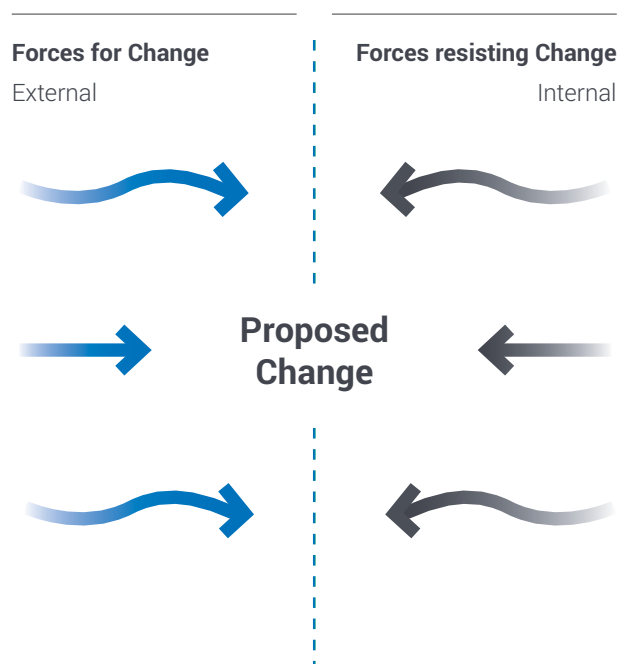 Forces for Change
External
Forces resisting Change
Internal
Proposed
Change